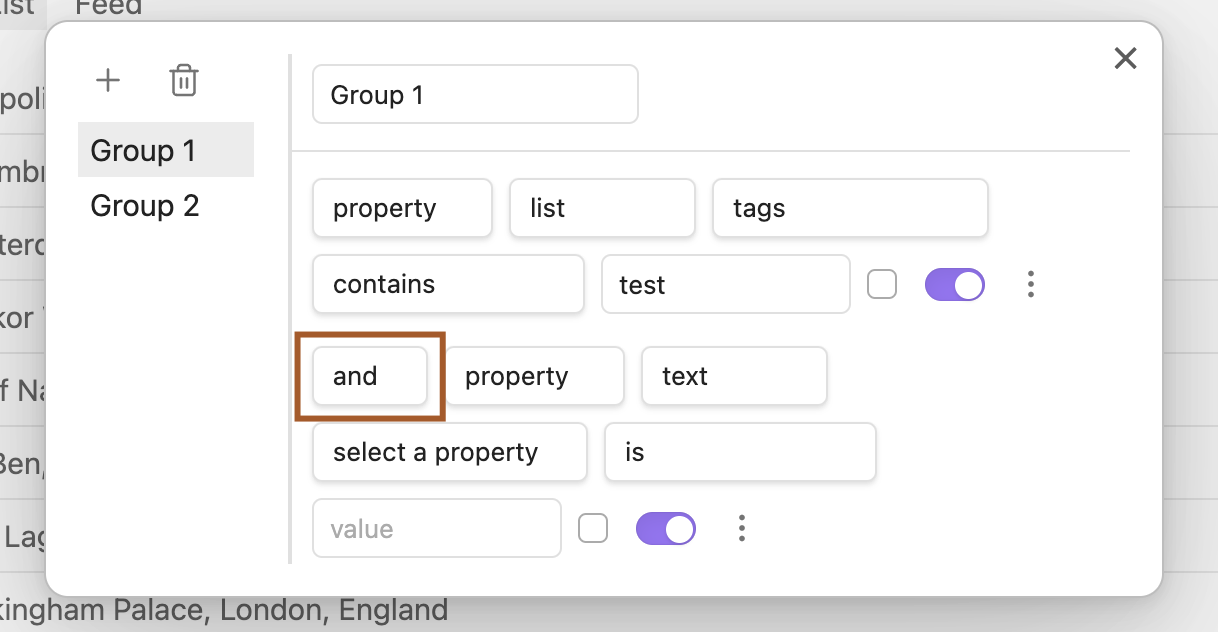 Feed
Group 1
Group 1
Group 2
property list tags
contains test
and property text
select a property is
value
Palace, London, England